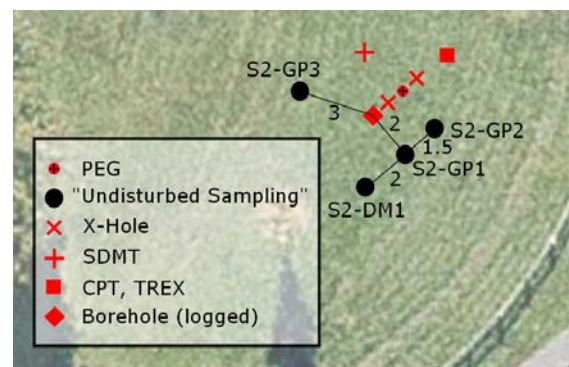 S2-GP3
3
2
S2-GP2
1.5
S2-GP1
2
S2-DM1
PEG
"Undisturbed Sampling"
X-Hole
SDMT
CPT, TREX
Borehole (logged)